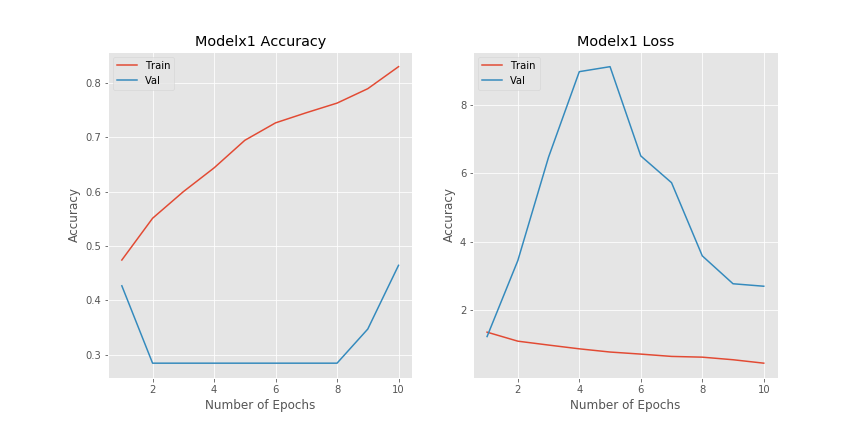 Modelx1 Accuracy
Train
Val
0.8
0.7
0.6
0.5
0.4
0.3
Accuracy
2
4
6
8
10
Number of Epochs
Modelx1 Loss
Train
Val
8
6
4
2
Accuracy
2
4
6
8
10
Number of Epochs